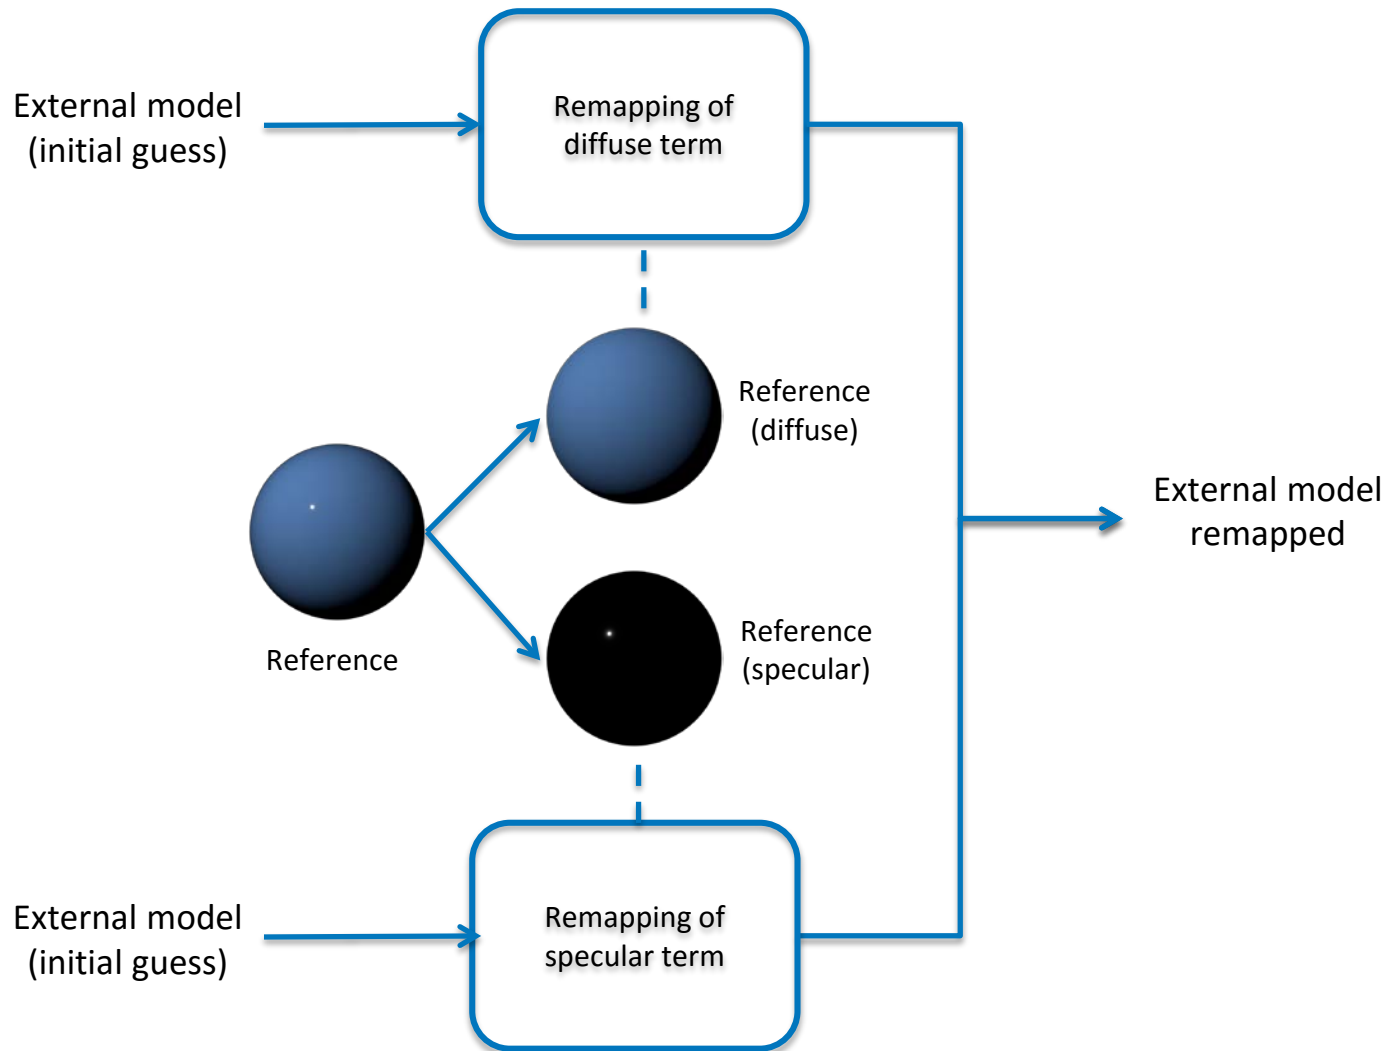 External model
(initial guess)
Remapping of
diffuse term
Reference
(diffuse)
Reference
Reference
(specular)
External model
remapped
External model
(initial guess)
Remapping of
specular term